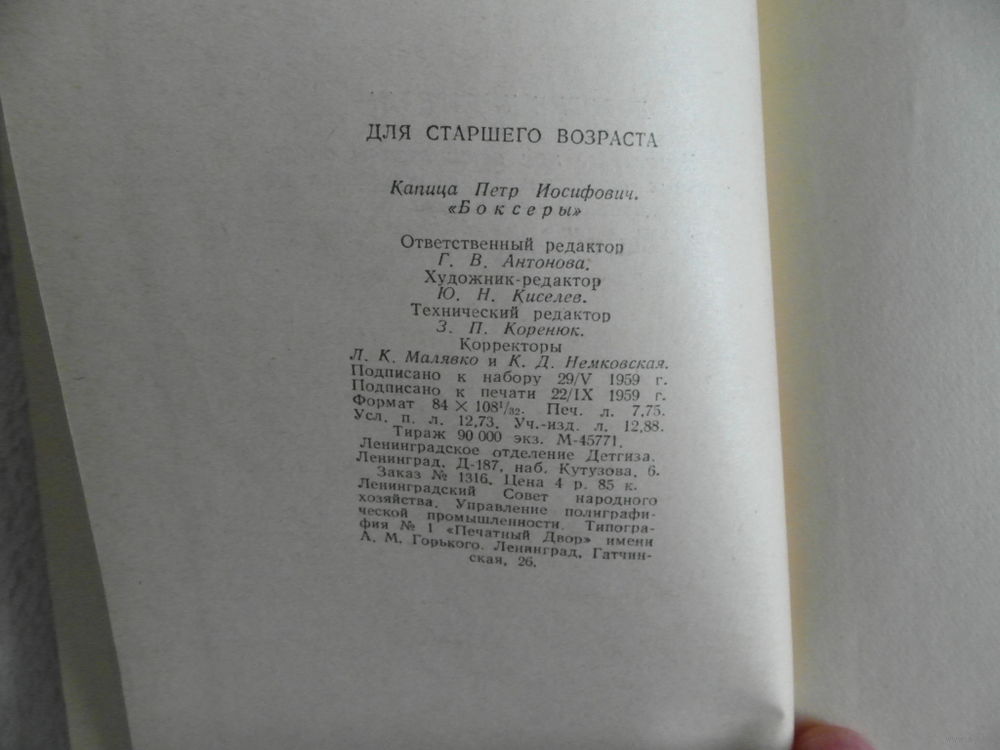 ДЛЯ СТАРШЕГО ВОЗРАСТА
Капица Петр Иосифович.
«Боксеры»
Ответственный редактор
Г. В. Антонова.
Художник-редактор
Ю. Н. Киселев.
Технический редактор
З. П. Коренюк.
Корректоры
Л. К. Малявко и К. Д. Немковская.
Подписано к набору 29/V 1959 г.
Подписано к печати 22/IX 1959 г.
Формат 84 × 108¹/₃₂. Печ. л. 7,75.
Усл. п. л. 12,73. Уч.-изд. л. 12,88.
Тираж 90 000 экз. М-45771.
Ленинградское отделение Детгиза.
Ленинград, Д-187, наб. Кутузова, 6.
Заказ № 1316. Цена 4 р. 85 к.
Ленинградский Совет народного
хозяйства. Управление полиграфи-
ческой промышленности. Типогра-
фия № 1 «Печатный Двор» имени
А. М. Горького. Ленинград, Гатчин-
ская, 26.